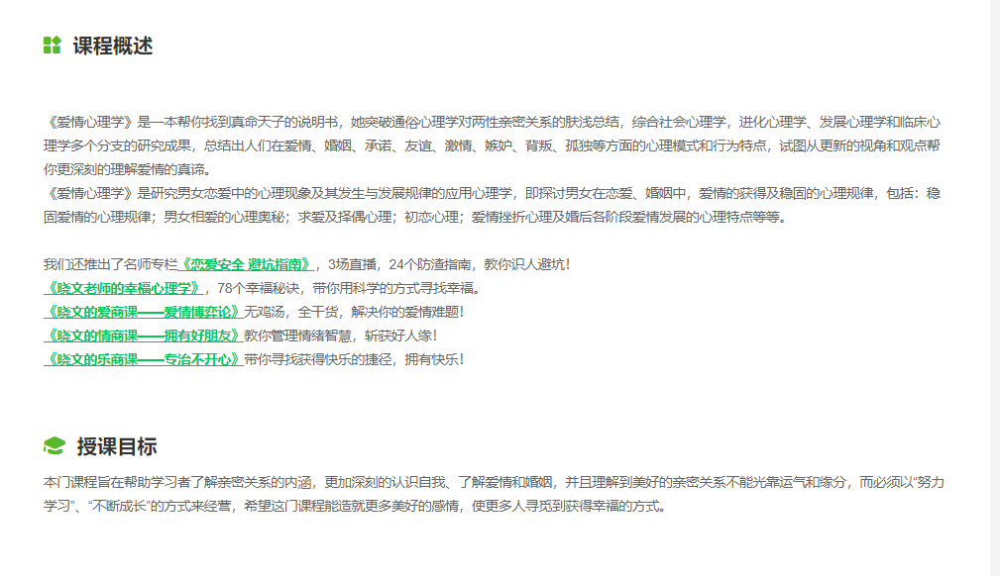 课程概述
《爱情心理学》是一本帮你找到真命天子的说明书，她突破通俗心理学对两性亲密关系的肤浅总结，综合社会心理学，进化心理学、发展心理学和临床心
理学多个分支的研究成果，总结出人们在爱情、婚姻、承诺、友谊、激情、嫉妒、背叛、孤独等方面的心理模式和行为特点，试图从更新的视角和观点帮
你更深刻的理解爱情的真谛。
《爱情心理学》是研究男女恋爱中的心理现象及其发生与发展规律的应用心理学，即探讨男女在恋爱、婚姻中，爱情的获得及稳固的心理规律，包括：稳
固爱情的心理规律；男女相爱的心理奥秘；求爱及择偶心理；初恋心理；爱情挫折心理及婚后各阶段爱情发展的心理特点等等。
我们还推出了名师专栏《恋爱安全 避坑指南》，3场直播，24个防渣指南，教你识人避坑！
《晓文老师的幸福心理学》，78个幸福秘诀，带你用科学的方式寻找幸福。
《晓文的爱商课——爱情博弈论》无鸡汤，全干货，解决你的爱情难题！
《晓文的情商课——拥有好朋友》教你管理情绪智慧，斩获好人缘！
《晓文的乐商课——专治不开心》带你寻找获得快乐的捷径，拥有快乐！
授课目标
本门课程旨在帮助学习者了解亲密关系的内涵，更加深刻的认识自我、了解爱情和婚姻，并且理解到美好的亲密关系不能光靠运气和缘分，而必须以“努力
学习”、“不断成长”的方式来经营，希望这门课程能造就更多美好的感情，使更多人寻觅到获得幸福的方式。